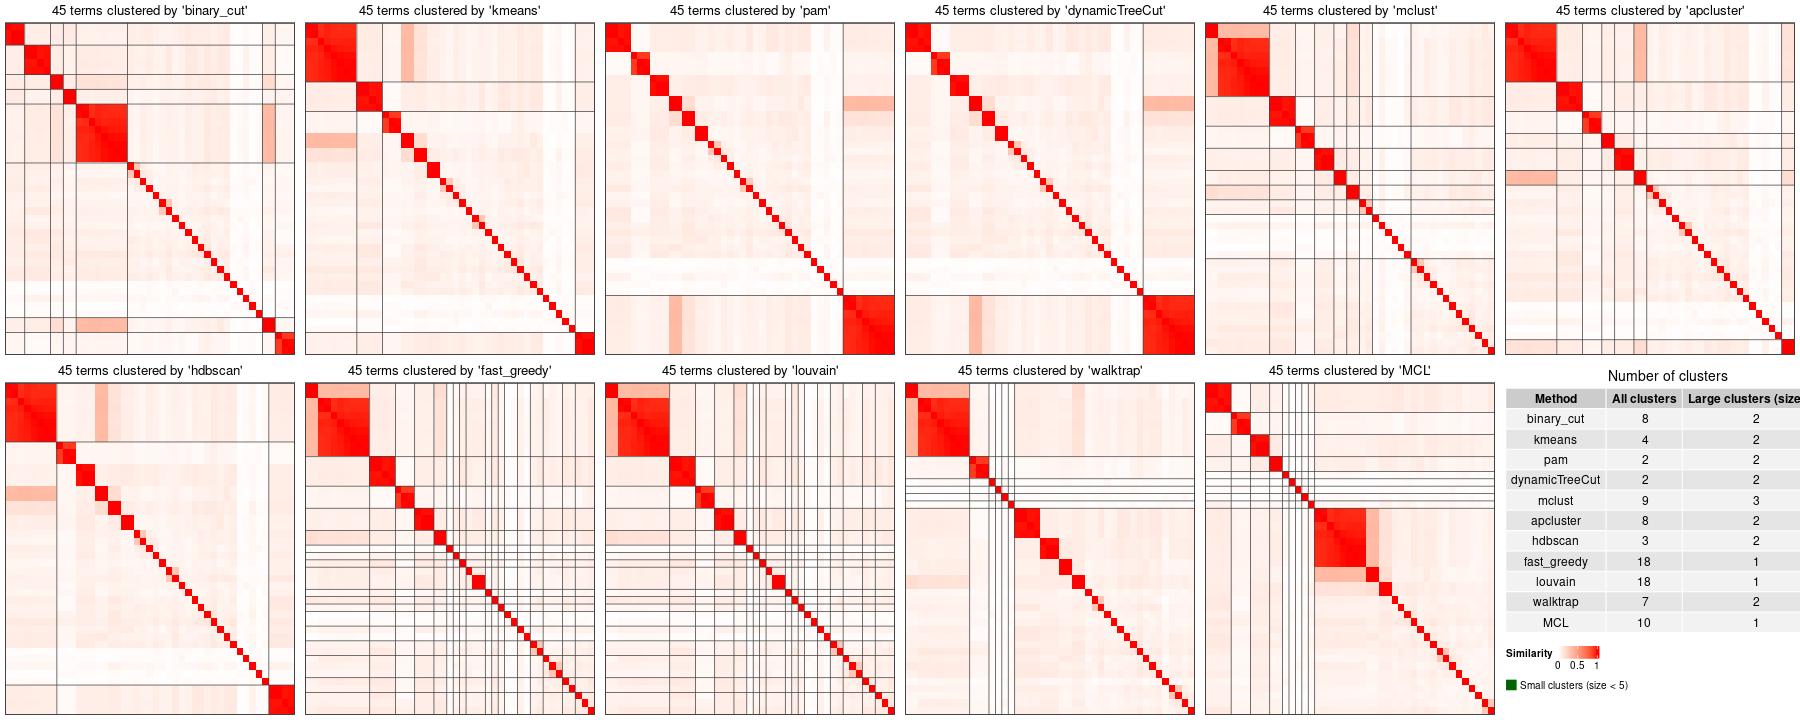 45 terms clustered by 'binary_cut'
45 terms clustered by 'kmeans'
45 terms clustered by 'pam'
45 terms clustered by 'dynamicTreeCut'
45 terms clustered by 'mclust'
45 terms clustered by 'apcluster'
45 terms clustered by 'hdbscan'
45 terms clustered by 'fast_greedy'
45 terms clustered by 'louvain'
45 terms clustered by 'walktrap'
45 terms clustered by 'MCL'
Number of clusters
Method All clusters Large clusters (size
binary_cut 8 2
kmeans 4 2
pam 2 2
dynamicTreeCut 2 2
mclust 9 3
apcluster 8 2
hdbscan 3 2
fast_greedy 18 1
louvain 18 1
walktrap 7 2
MCL 10 1
Similarity
0 0.5 1
Small clusters (size < 5)